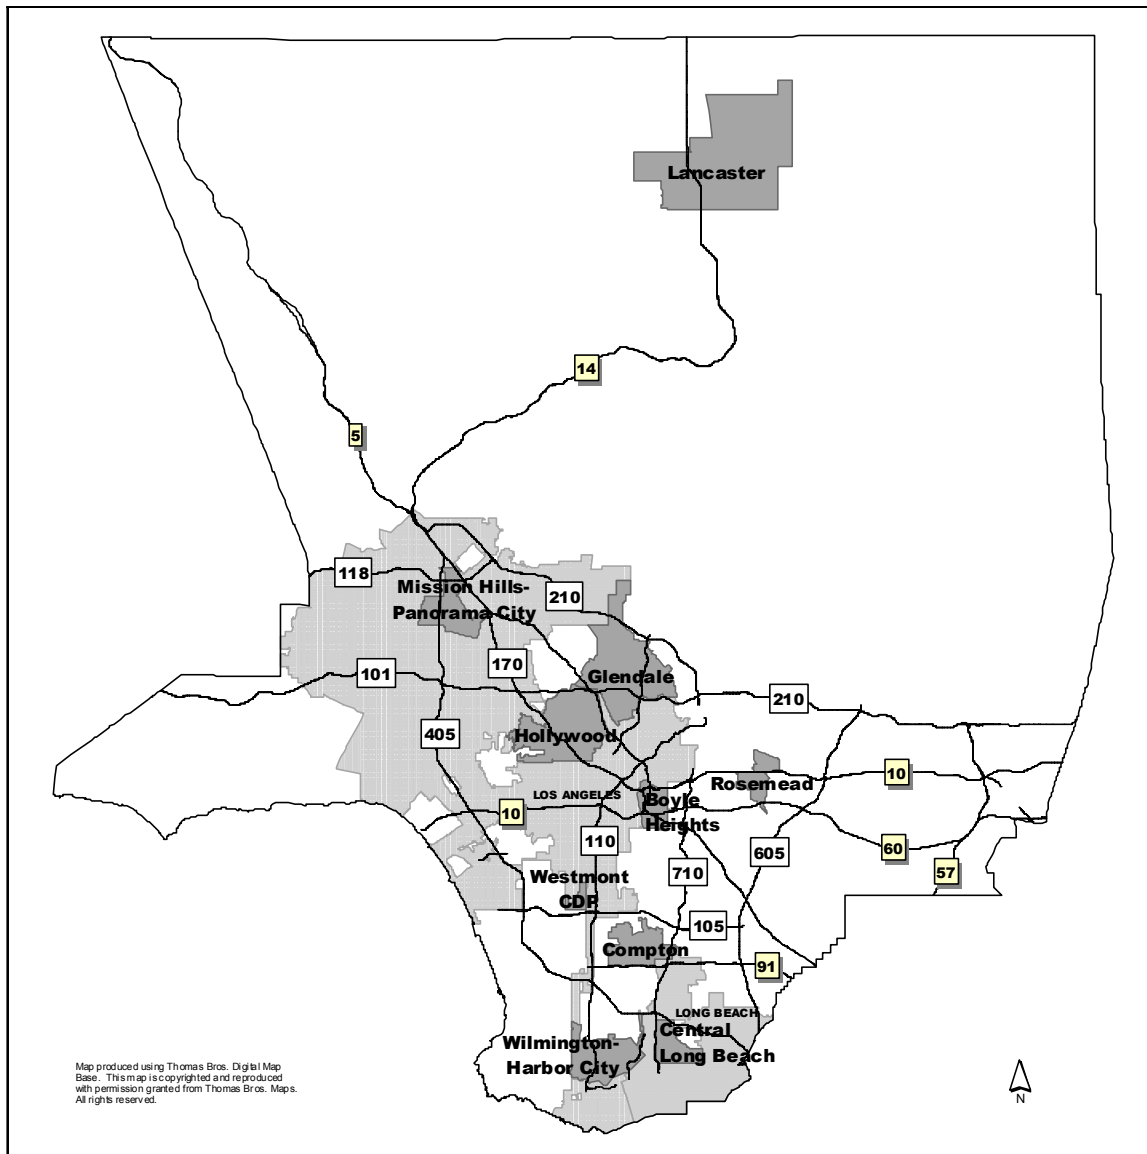 Lancaster
14
5
118
Mission Hills-
Panorama City
210
170
101
Glendale
210
405
Hollywood
10
Rosemead
LOS ANGELES
10
Boyle
Heights
110
60
605
710
57
Westmont
CDP
105
Compton
91
LONG BEACH
Central
Long Beach
Wilmington-
Harbor City
Map produced using Thomas Bros. Digital Map
Base. This map is copyrighted and reproduced
with permission granted from Thomas Bros. Maps.
All rights reserved.
N